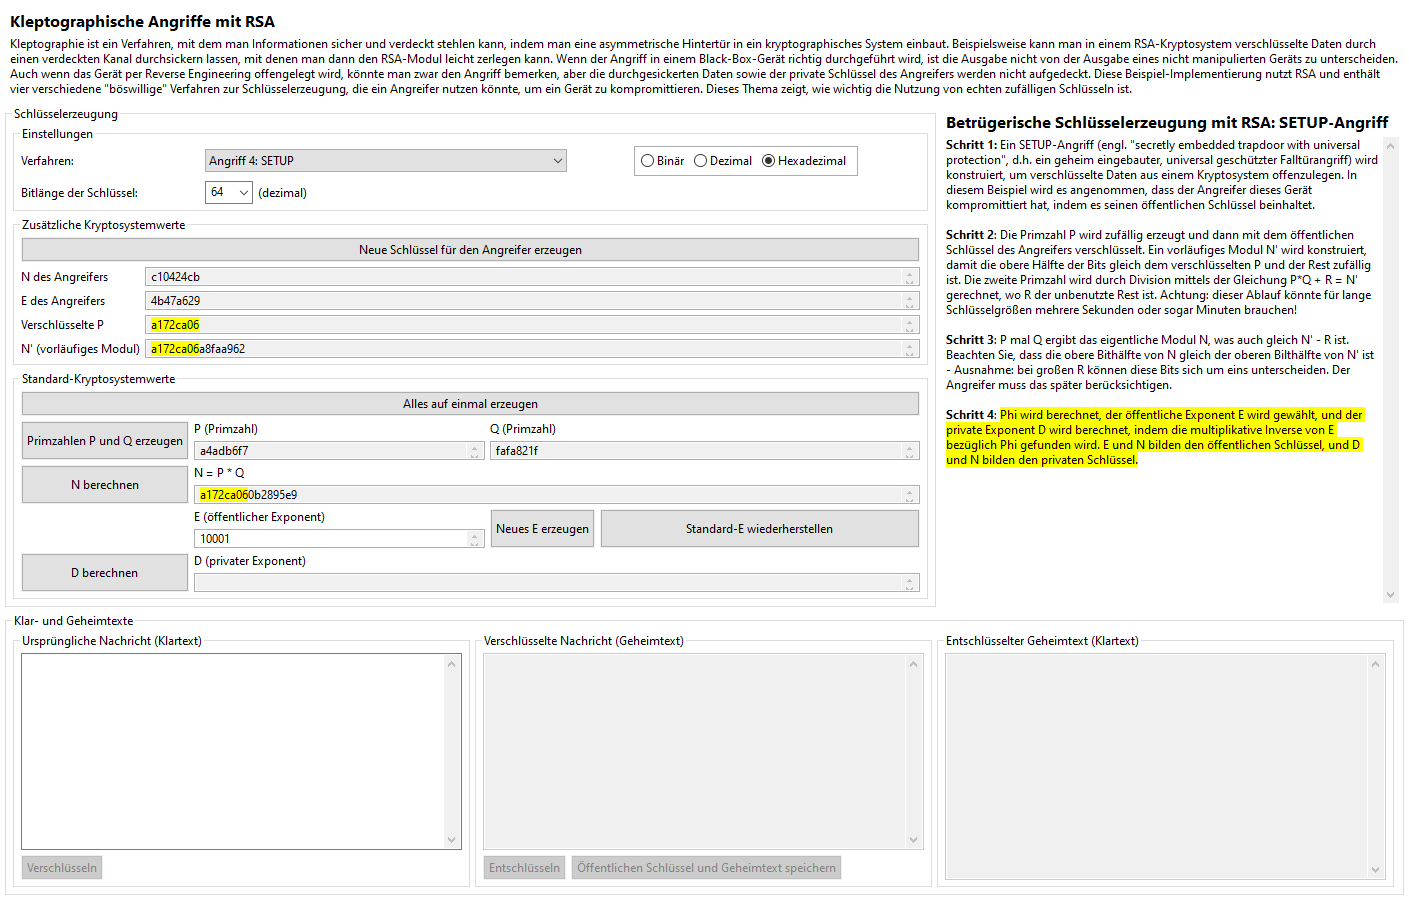 Kleptographische Angriffe mit RSA
Kleptographie ist ein Verfahren, mit dem man Informationen sicher und verdeckt stehlen kann, indem man eine asymmetrische Hintertür in ein kryptographisches System einbaut. Beispielsweise kann man in einem RSA-Kryptosystem verschlüsselte Daten durch
einen verdeckten Kanal durchsickern lassen, mit denen man dann den RSA-Modul leicht zerlegen kann. Wenn der Angriff in einem Black-Box-Gerät richtig durchgeführt wird, ist die Ausgabe nicht von der Ausgabe eines nicht manipulierten Geräts zu unterscheiden.
Auch wenn das Gerät per Reverse Engineering offengelegt wird, könnte man zwar den Angriff bemerken, aber die durchgesickerten Daten sowie der private Schlüssel des Angreifers werden nicht aufgedeckt. Diese Beispiel-Implementierung nutzt RSA und enthält
vier verschiedene "böswillige" Verfahren zur Schlüsselerzeugung, die ein Angreifer nutzen könnte, um ein Gerät zu kompromittieren. Dieses Thema zeigt, wie wichtig die Nutzung von echten zufälligen Schlüsseln ist.
Schlüsselerzeugung
Einstellungen
Verfahren:
Angriff 4: SETUP
Binär
Dezimal
Hexadezimal
Bitlänge der Schlüssel:
64
(dezimal)
Zusätzliche Kryptosystemwerte
Neue Schlüssel für den Angreifer erzeugen
N des Angreifers
c10424cb
E des Angreifers
4b47a629
Verschlüsselte P
a172ca06
N' (vorläufiges Modul)
a172ca06a8faa962
Standard-Kryptosystemwerte
Alles auf einmal erzeugen
Primzahlen P und Q erzeugen
P (Primzahl)
a4adb6f7
Q (Primzahl)
fafa821f
N berechnen
N = P * Q
a172ca060b2895e9
E (öffentlicher Exponent)
10001
Neues E erzeugen
Standard-E wiederherstellen
D berechnen
D (privater Exponent)
Betrügerische Schlüsselerzeugung mit RSA: SETUP-Angriff
Schritt 1: Ein SETUP-Angriff (engl. "secretly embedded trapdoor with universal
protection", d.h. ein geheim eingebauter, universal geschützter Falltürangriff) wird
konstruiert, um verschlüsselte Daten aus einem Kryptosystem offenzulegen. In
diesem Beispiel wird es angenommen, dass der Angreifer dieses Gerät
kompromittiert hat, indem es seinen öffentlichen Schlüssel beinhaltet.
Schritt 2: Die Primzahl P wird zufällig erzeugt und dann mit dem öffentlichen
Schlüssel des Angreifers verschlüsselt. Ein vorläufiges Modul N' wird konstruiert,
damit die obere Hälfte der Bits gleich dem verschlüsselten P und der Rest zufällig
ist. Die zweite Primzahl wird durch Division mittels der Gleichung P*Q + R = N'
gerechnet, wo R der unbenutzte Rest ist. Achtung: dieser Ablauf könnte für lange
Schlüsselgrößen mehrere Sekunden oder sogar Minuten brauchen!
Schritt 3: P mal Q ergibt das eigentliche Modul N, was auch gleich N' - R ist.
Beachten Sie, dass die obere Bithälfte von N gleich der oberen Bilthälfte von N' ist
- Ausnahme: bei großen R können diese Bits sich um eins unterscheiden. Der
Angreifer muss das später berücksichtigen.
Schritt 4: Phi wird berechnet, der öffentliche Exponent E wird gewählt, und der
private Exponent D wird berechnet, indem die multiplikative Inverse von E
bezüglich Phi gefunden wird. E und N bilden den öffentlichen Schlüssel, und D
und N bilden den privaten Schlüssel.
Klar- und Geheimtexte
Ursprüngliche Nachricht (Klartext)
Verschlüsseln
Verschlüsselte Nachricht (Geheimtext)
Entschlüsseln
Öffentlichen Schlüssel und Geheimtext speichern
Entschlüsselter Geheimtext (Klartext)